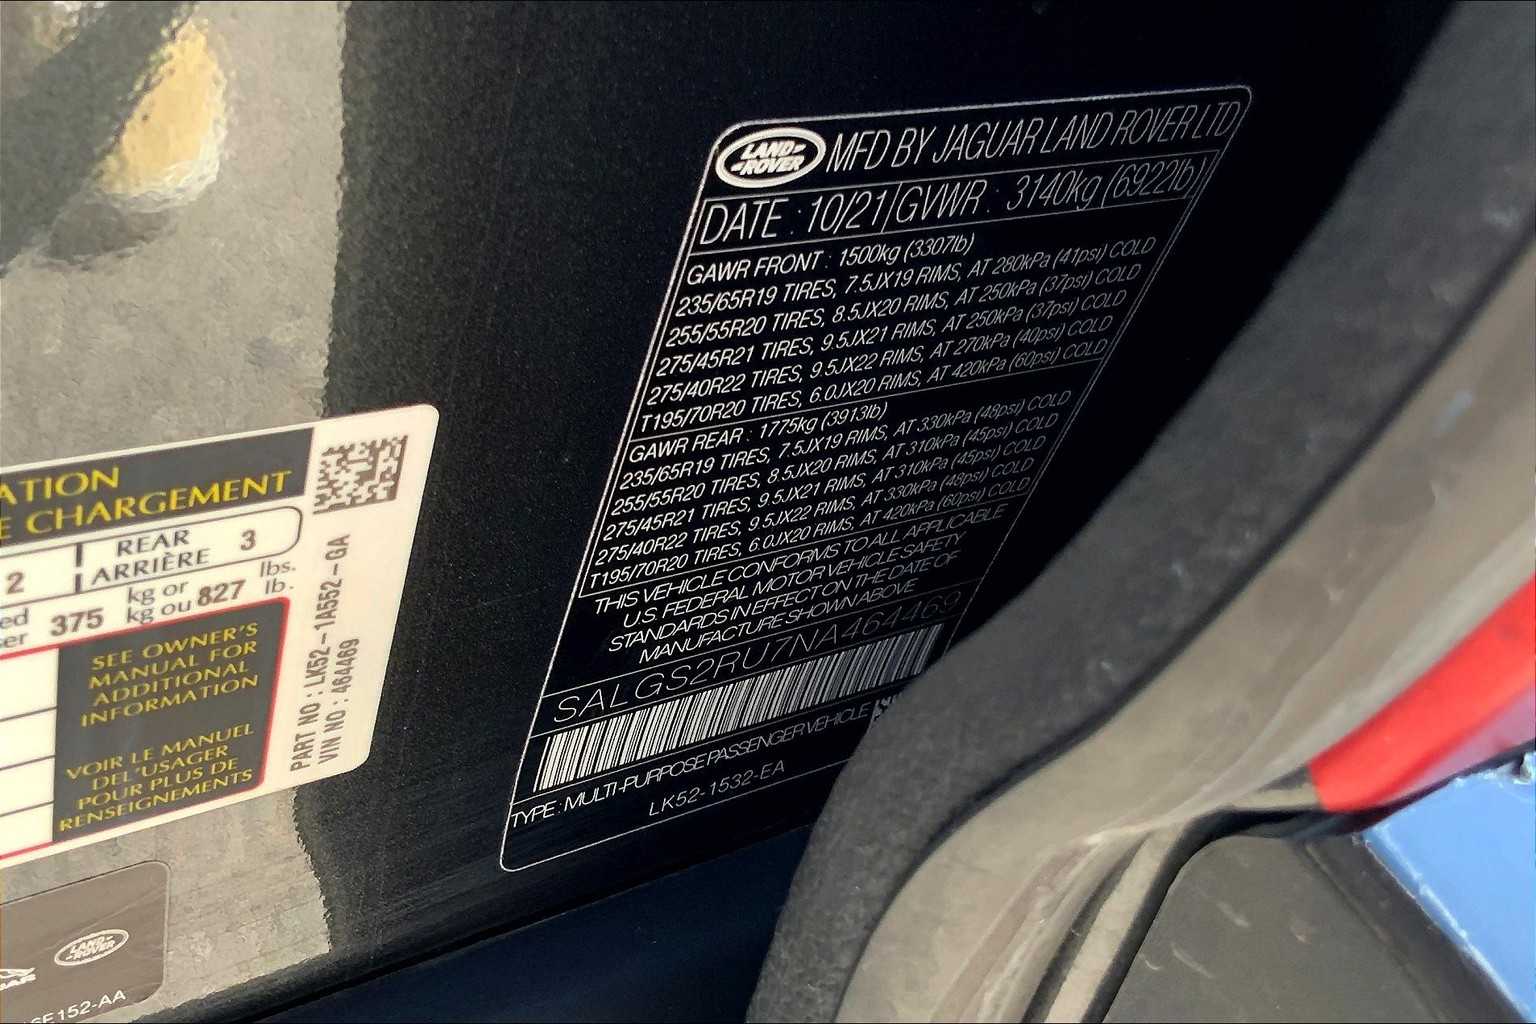 LAND-
-ROVER
MFD BY JAGUAR LAND ROVER LTD
DATE : 10/21 GVWR : 3140kg (6922lb)
GAWR FRONT : 1500kg (3307lb)
235/65R19 TIRES, 7.5JX19 RIMS, AT 280kPa (41psi) COLD
255/55R20 TIRES, 8.5JX20 RIMS, AT 250kPa (37psi) COLD
275/45R21 TIRES, 9.5JX21 RIMS, AT 250kPa (37psi) COLD
275/40R22 TIRES, 9.5JX22 RIMS, AT 270kPa (40psi) COLD
T195/70R20 TIRES, 6.0JX20 RIMS, AT 420kPa (60psi) COLD
GAWR REAR : 1775kg (3913lb)
235/65R19 TIRES, 7.5JX19 RIMS, AT 330kPa (48psi) COLD
255/55R20 TIRES, 8.5JX20 RIMS, AT 310kPa (45psi) COLD
275/45R21 TIRES, 9.5JX21 RIMS, AT 310kPa (45psi) COLD
275/40R22 TIRES, 9.5JX22 RIMS, AT 330kPa (48psi) COLD
T195/70R20 TIRES, 6.0JX20 RIMS, AT 420kPa (60psi) COLD
THIS VEHICLE CONFORMS TO ALL APPLICABLE
U.S. FEDERAL MOTOR VEHICLE SAFETY
STANDARDS IN EFFECT ON THE DATE OF
MANUFACTURE SHOWN ABOVE
SALGS2RU7NA464469
TYPE : MULTI-PURPOSE PASSENGER VEHICLE
LK52-1532-EA
ATION
E CHARGEMENT
2 REAR 3
ARRIÈRE
ed 375 kg or 827 lbs.
ser kg ou lb.
SEE OWNER'S
MANUAL FOR
ADDITIONAL
INFORMATION
VOIR LE MANUEL
DEL'USAGER
POUR PLUS DE
RENSEIGNEMENTS
PART NO : LK52-1A552-GA
VIN NO : 464469
LAND-
-ROVER
6E152-AA